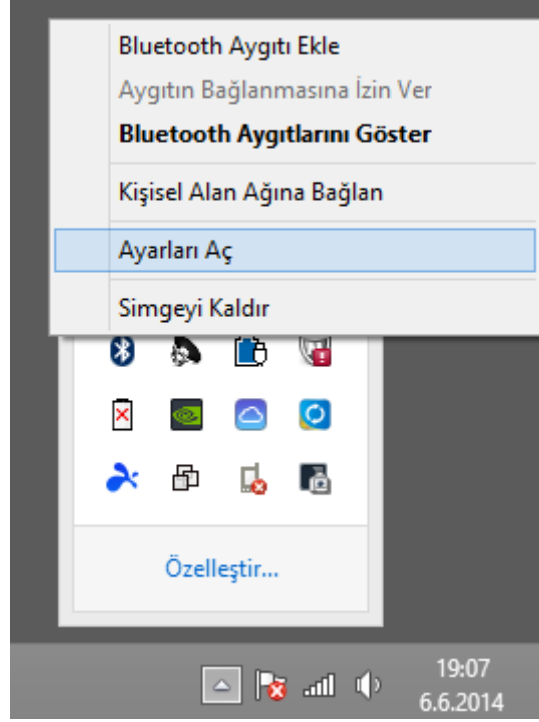 Bluetooth Aygıtı Ekle
Aygıtın Bağlanmasına İzin Ver
Bluetooth Aygıtlarını Göster
Kişisel Alan Ağına Bağlan
Ayarları Aç
Simgeyi Kaldır
Özelleştir...
19:07
6.6.2014